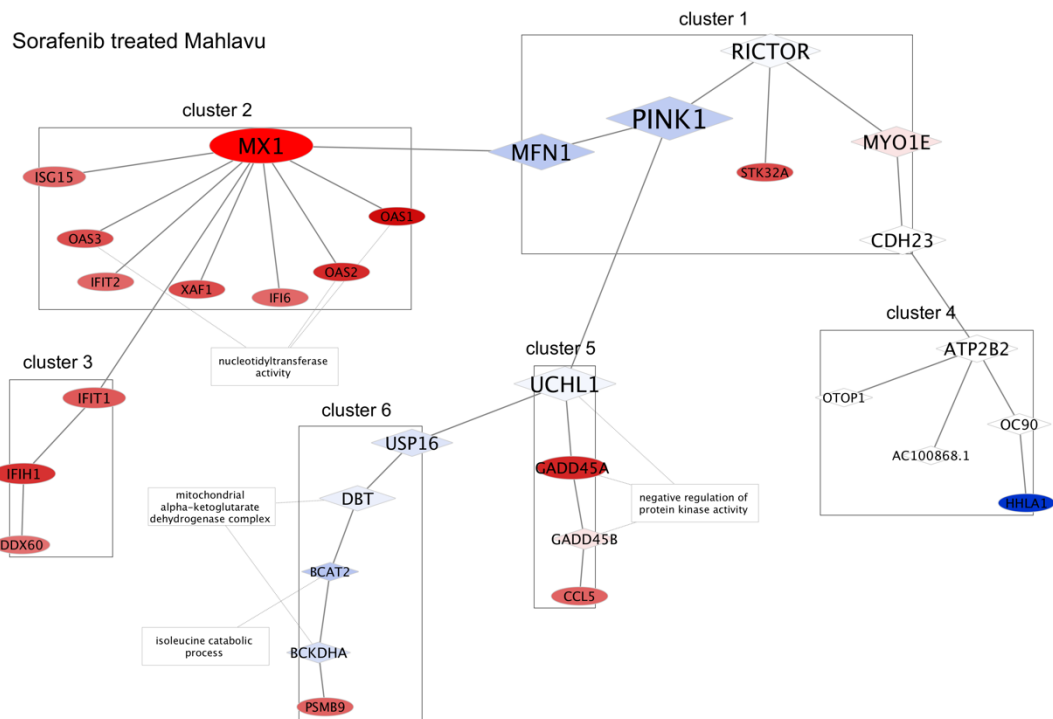 cluster 1
Sorafenib treated Mahlavu
RICTOR
cluster 2
PINK1
MX1
MFN1
MYO1E
ISG15
STK32A
OAS1
OAS3
CDH23
OAS2
IFIT2
XAF1
IFI6
cluster 4
nucleotidyltransferase
activity
cluster 5
cluster 3
ATP2B2
UCHL1
IFIT1
OTOP1
cluster 6
OC90
USP16
AC100868.1
IFIH1
GADD45A
mitochondrial
alpha-ketoglutarate
dehydrogenase complex
DBT
negative regulation of
protein kinase activity
HHLA1
DDX60
GADD45B
BCAT2
CCL5
isoleucine catabolic
process
BCKDHA
PSMB9